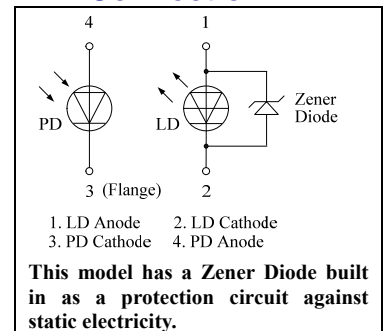 4 1
PD LD Zener
Diode
3 (Flange) 2
1. LD Anode 2. LD Cathode
3. PD Cathode 4. PD Anode
This model has a Zener Diode built
in as a protection circuit against
static electricity.